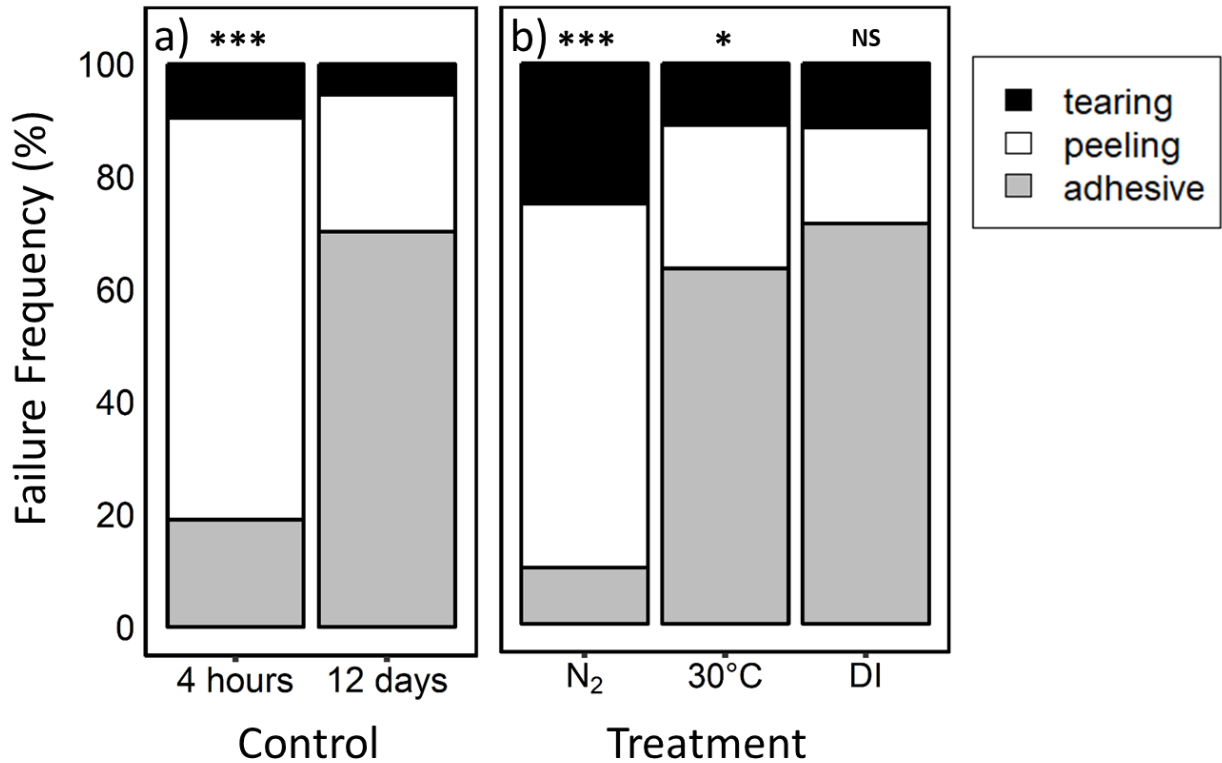 a) ***
b) *** * NS
Failure Frequency (%)
100
80
60
40
20
0
4 hours 12 days
N₂ 30°C DI
Control
Treatment
tearing
peeling
adhesive